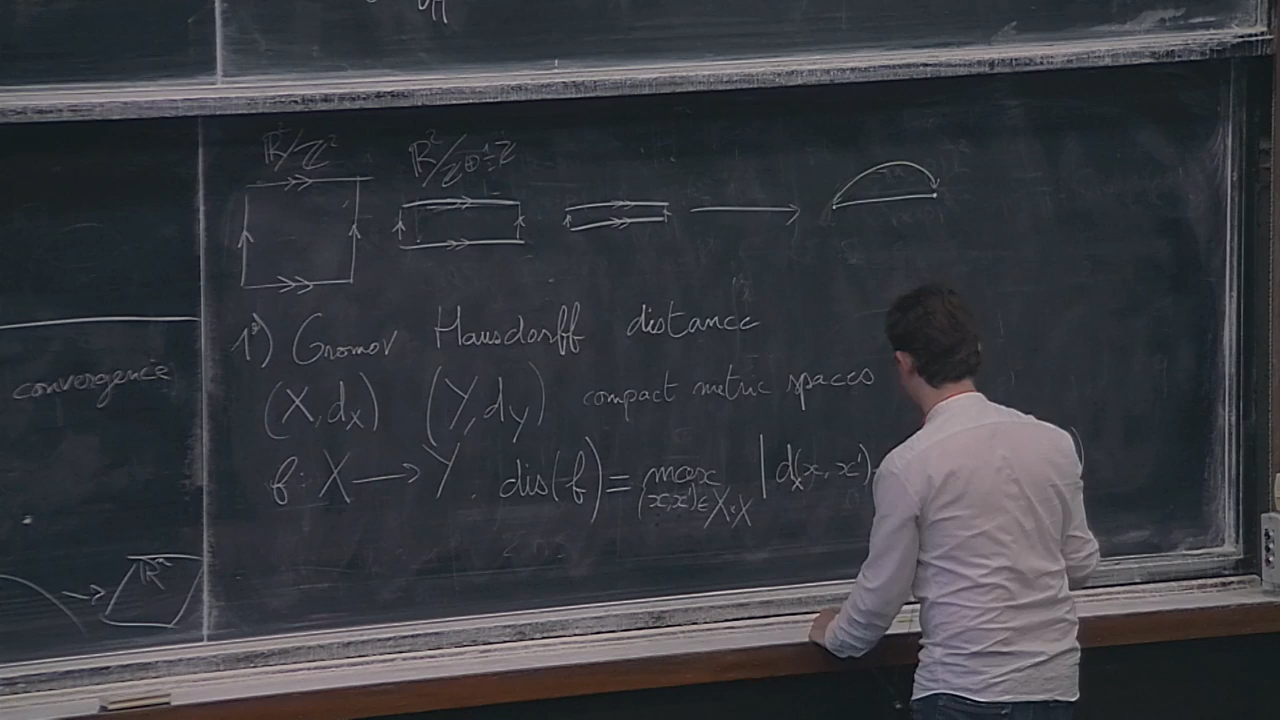 convergence
ℝⁿ
ℝ²/ℤ² ℝ²/ℤ⊕½ℤ
1°) Gromov Hausdorff distance
(X, d_X) (Y, d_Y) compact metric spaces
f: X → Y. dis(f) = max_{(x,x')∈X×X} | d_X(x, x')